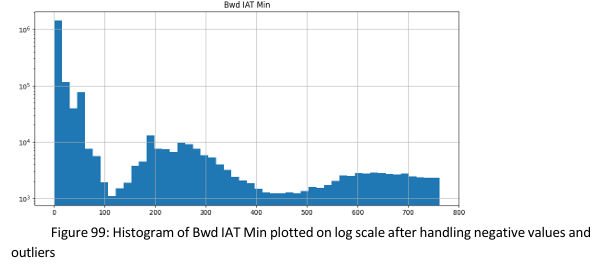 Bwd IAT Min
10⁶
10⁵
10⁴
10³
0 100 200 300 400 500 600 700 800
Figure 99: Histogram of Bwd IAT Min plotted on log scale after handling negative values and
outliers